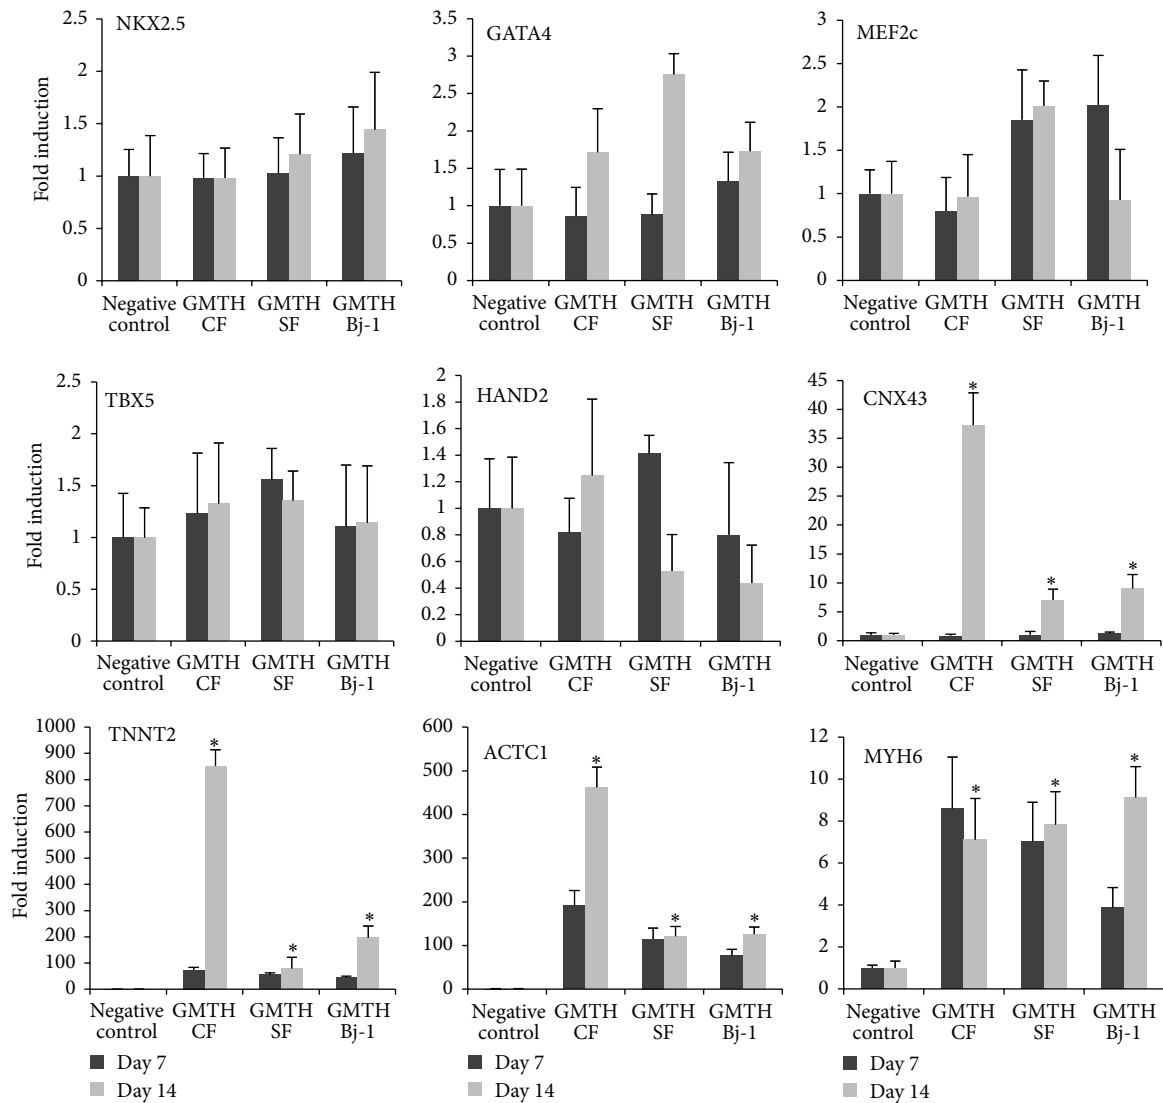 NKX2.5
Fold induction
2.5
2
1.5
1
0.5
0
Negative control
GMTH CF
GMTH SF
GMTH Bj-1
GATA4
3.5
3
2.5
2
1.5
1
0.5
0
Negative control
GMTH CF
GMTH SF
GMTH Bj-1
MEF2c
3
2.5
2
1.5
1
0.5
0
Negative control
GMTH CF
GMTH SF
GMTH Bj-1
TBX5
Fold induction
2.5
2
1.5
1
0.5
0
Negative control
GMTH CF
GMTH SF
GMTH Bj-1
HAND2
2
1.8
1.6
1.4
1.2
1
0.8
0.6
0.4
0.2
0
Negative control
GMTH CF
GMTH SF
GMTH Bj-1
CNX43
45
40
35
30
25
20
15
10
5
0
*
*
*
Negative control
GMTH CF
GMTH SF
GMTH Bj-1
TNNT2
Fold induction
1000
900
800
700
600
500
400
300
200
100
0
*
*
*
Negative control
GMTH CF
GMTH SF
GMTH Bj-1
Day 7
Day 14
ACTC1
600
500
400
300
200
100
0
*
*
*
Negative control
GMTH CF
GMTH SF
GMTH Bj-1
Day 7
Day 14
MYH6
12
10
8
6
4
2
0
*
*
*
Negative control
GMTH CF
GMTH SF
GMTH Bj-1
Day 7
Day 14